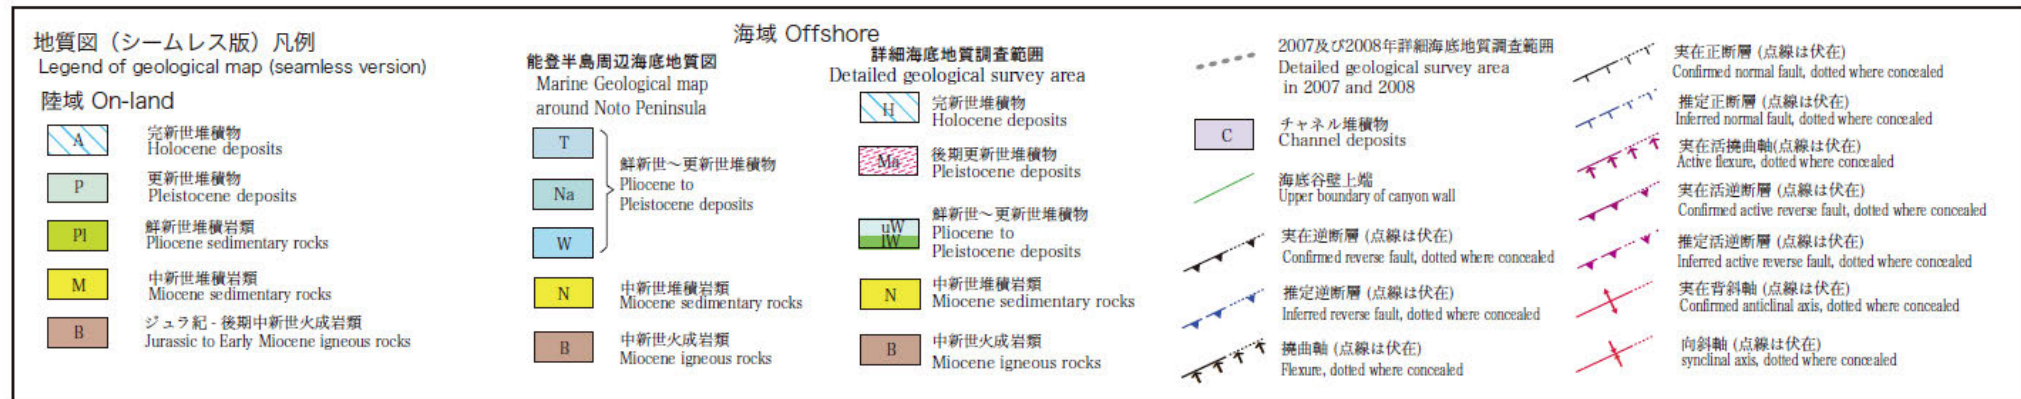 地質図（シームレス版）凡例
Legend of geological map (seamless version)
陸域 On-land
A
完新世堆積物
Holocene deposits
P
更新世堆積物
Pleistocene deposits
Pl
鮮新世堆積岩類
Pliocene sedimentary rocks
M
中新世堆積岩類
Miocene sedimentary rocks
B
ジュラ紀 - 後期中新世火成岩類
Jurassic to Early Miocene igneous rocks
海域 Offshore
能登半島周辺海底地質図
Marine Geological map
around Noto Peninsula
T
Na
W
鮮新世～更新世堆積物
Pliocene to
Pleistocene deposits
N
中新世堆積岩類
Miocene sedimentary rocks
B
中新世火成岩類
Miocene igneous rocks
詳細海底地質調査範囲
Detailed geological survey area
H
完新世堆積物
Holocene deposits
Ma
後期更新世堆積物
Pleistocene deposits
uW
lW
鮮新世～更新世堆積物
Pliocene to
Pleistocene deposits
N
中新世堆積岩類
Miocene sedimentary rocks
B
中新世火成岩類
Miocene igneous rocks
2007及び2008年詳細海底地質調査範囲
Detailed geological survey area
in 2007 and 2008
C
チャネル堆積物
Channel deposits
海底谷壁上端
Upper boundary of canyon wall
実在逆断層 (点線は伏在)
Confirmed reverse fault, dotted where concealed
推定逆断層 (点線は伏在)
Inferred reverse fault, dotted where concealed
撓曲軸 (点線は伏在)
Flexure, dotted where concealed
実在正断層 (点線は伏在)
Confirmed normal fault, dotted where concealed
推定正断層 (点線は伏在)
Inferred normal fault, dotted where concealed
実在活撓曲軸(点線は伏在)
Active flexure, dotted where concealed
実在活逆断層 (点線は伏在)
Confirmed active reverse fault, dotted where concealed
推定活逆断層 (点線は伏在)
Inferred active reverse fault, dotted where concealed
実在背斜軸 (点線は伏在)
Confirmed anticlinal axis, dotted where concealed
向斜軸 (点線は伏在)
synclinal axis, dotted where concealed